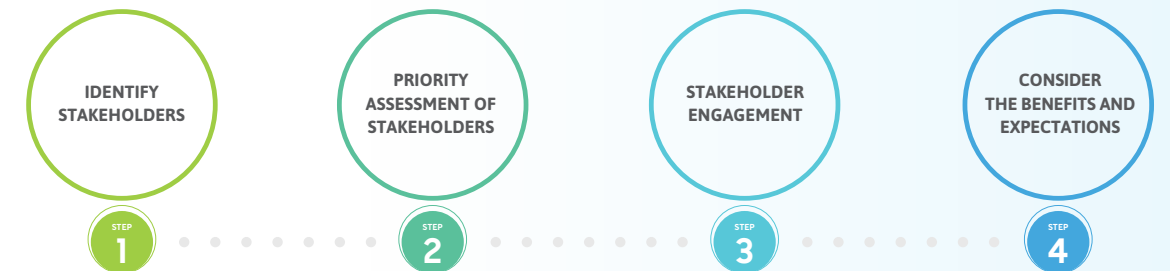 IDENTIFY
STAKEHOLDERS
STEP
1
PRIORITY
ASSESSMENT OF
STAKEHOLDERS
STEP
2
STAKEHOLDER
ENGAGEMENT
STEP
3
CONSIDER
THE BENEFITS AND
EXPECTATIONS
STEP
4